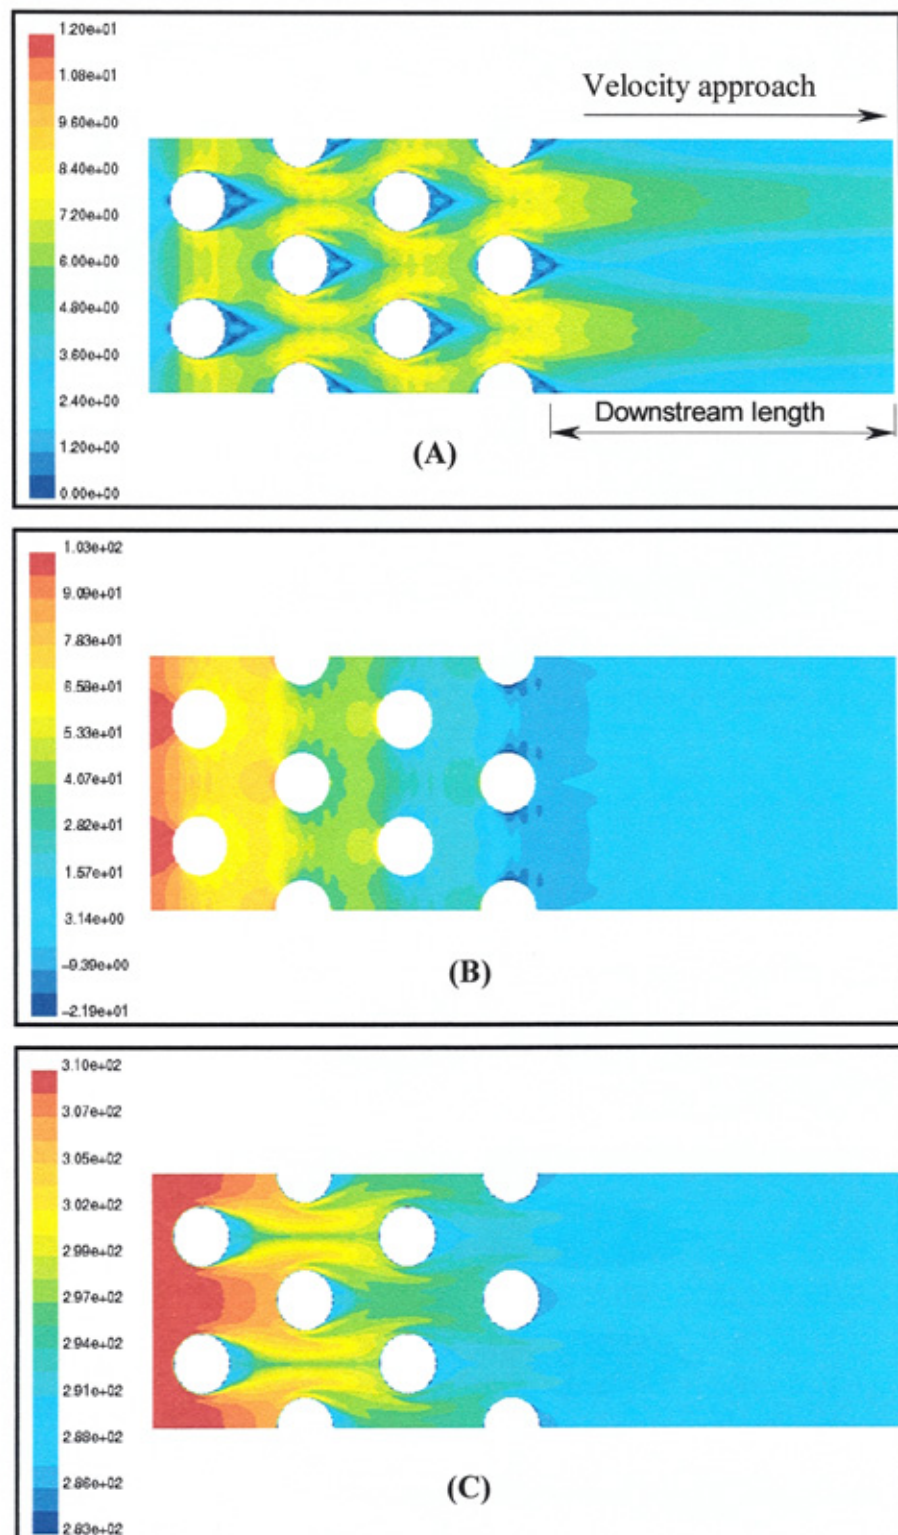 1.20e+01
1.08e+01
9.60e+00
8.40e+00
7.20e+00
6.00e+00
4.80e+00
3.60e+00
2.40e+00
1.20e+00
0.00e+00
Velocity approach
Downstream length
(A)
1.03e+02
9.09e+01
7.83e+01
6.58e+01
5.33e+01
4.07e+01
2.82e+01
1.57e+01
3.14e+00
-9.39e+00
-2.19e+01
(B)
3.10e+02
3.07e+02
3.05e+02
3.02e+02
2.99e+02
2.97e+02
2.94e+02
2.91e+02
2.88e+02
2.86e+02
2.83e+02
(C)